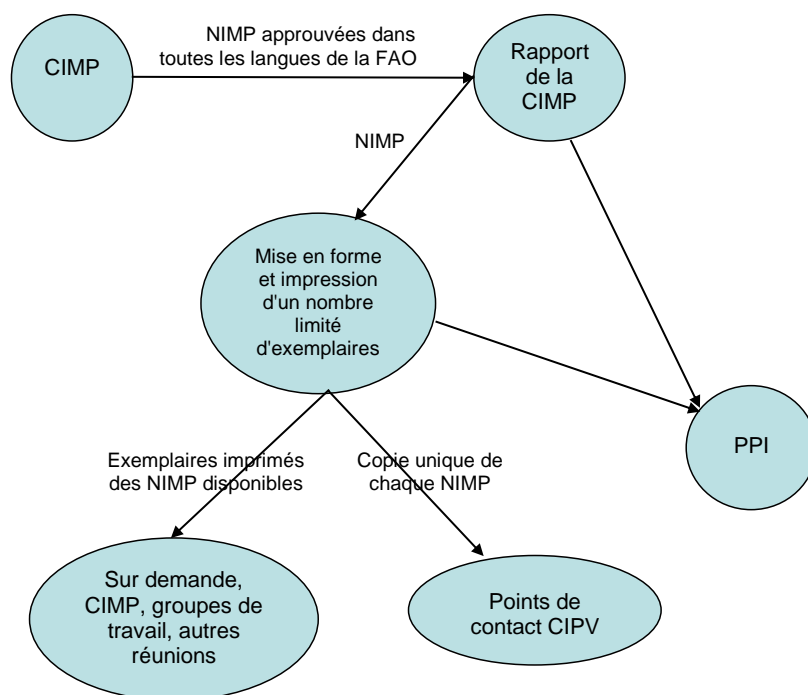 CIMP
NIMP approuvées dans
toutes les langues de la FAO
Rapport
de la
CIMP
NIMP
Mise en forme
et impression
d'un nombre
limité
d'exemplaires
PPI
Exemplaires imprimés
des NIMP disponibles
Copie unique de
chaque NIMP
Sur demande,
CIMP, groupes de
travail, autres
réunions
Points de
contact CIPV